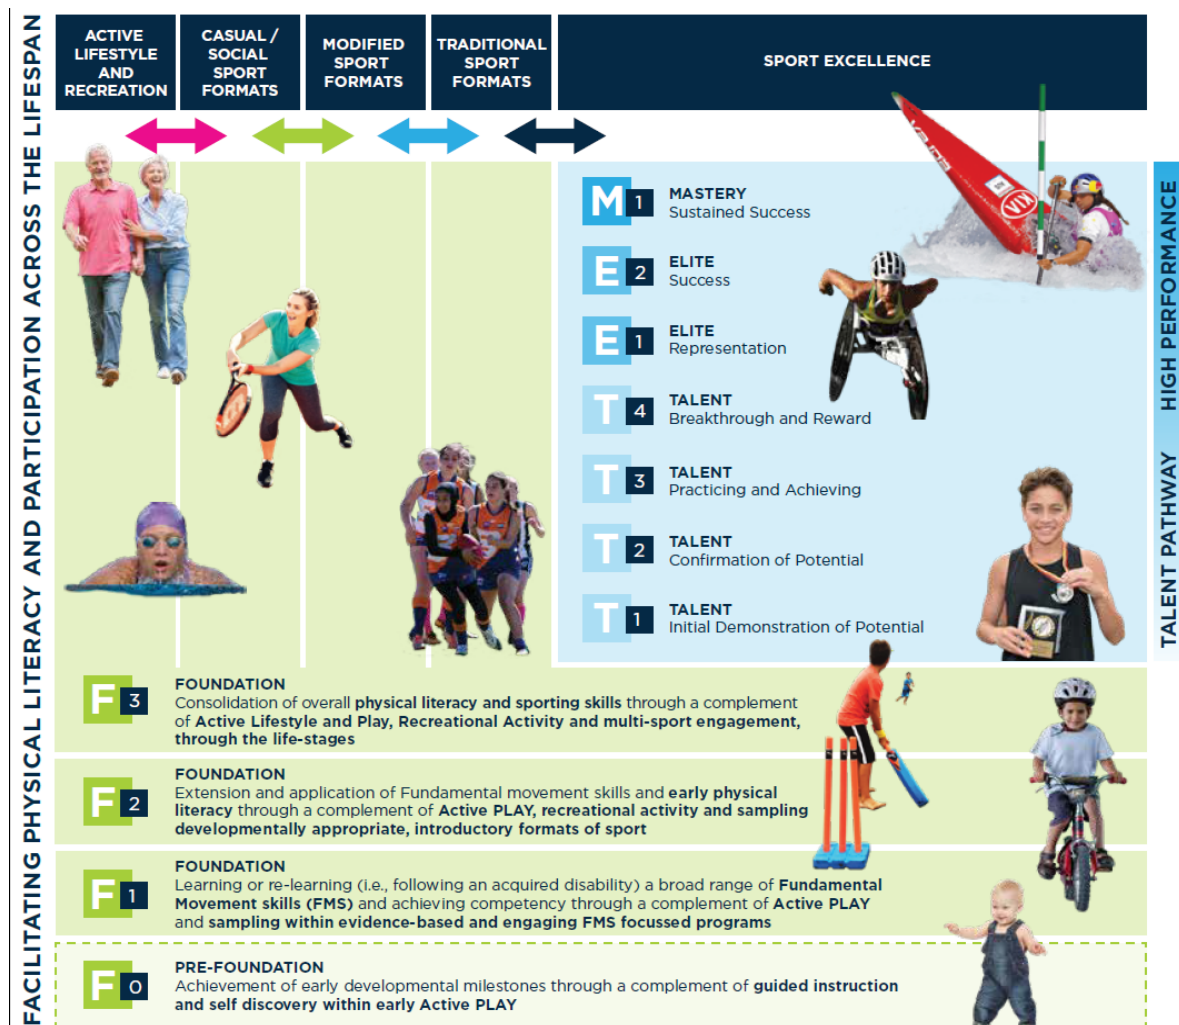 FACILITATING PHYSICAL LITERACY AND PARTICIPATION ACROSS THE LIFESPAN
ACTIVE
LIFESTYLE
AND
RECREATION
CASUAL /
SOCIAL
SPORT
FORMATS
MODIFIED
SPORT
FORMATS
TRADITIONAL
SPORT
FORMATS
SPORT EXCELLENCE
VIX
M 1
MASTERY
Sustained Success
E 2
ELITE
Success
E 1
ELITE
Representation
T 4
TALENT
Breakthrough and Reward
T 3
TALENT
Practicing and Achieving
T 2
TALENT
Confirmation of Potential
T 1
TALENT
Initial Demonstration of Potential
HIGH PERFORMANCE
TALENT PATHWAY
F 3
FOUNDATION
Consolidation of overall physical literacy and sporting skills through a complement
of Active Lifestyle and Play, Recreational Activity and multi-sport engagement,
through the life-stages
F 2
FOUNDATION
Extension and application of Fundamental movement skills and early physical
literacy through a complement of Active PLAY, recreational activity and sampling
developmentally appropriate, introductory formats of sport
F 1
FOUNDATION
Learning or re-learning (i.e., following an acquired disability) a broad range of Fundamental
Movement skills (FMS) and achieving competency through a complement of Active PLAY
and sampling within evidence-based and engaging FMS focussed programs
F 0
PRE-FOUNDATION
Achievement of early developmental milestones through a complement of guided instruction
and self discovery within early Active PLAY